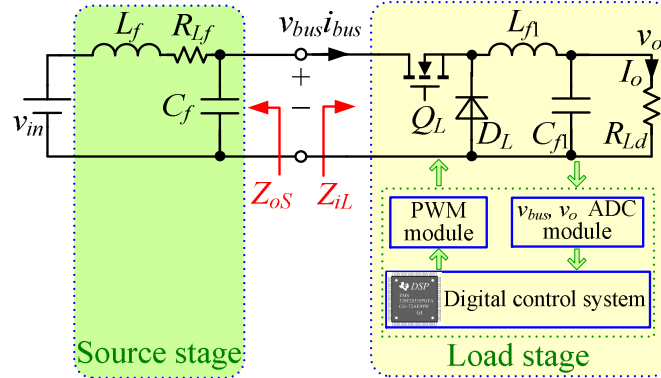 L_f
R_Lf
v_bus
i_bus
L_f1
v_o
I_o
+
−
v_in
C_f
Q_L
D_L
C_f1
R_Ld
Z_oS
Z_iL
PWM
module
v_bus, v_o ADC
module
DSP
TMS
Digital control system
Source stage
Load stage